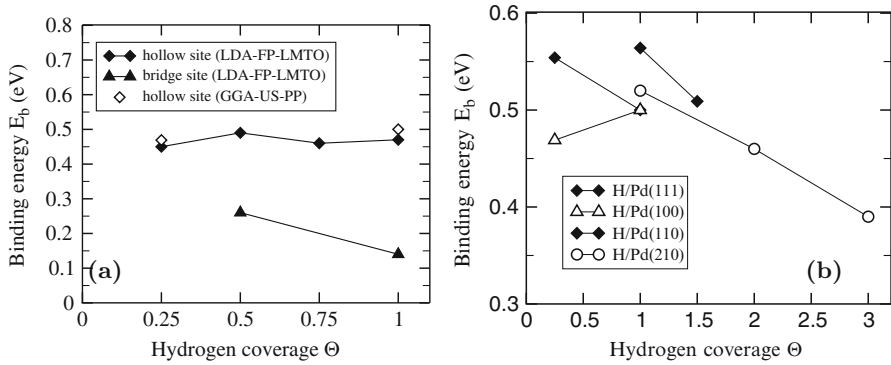 0.8
0.7
0.6
0.5
0.4
0.3
0.2
0.1
0
Binding energy E_b (eV)
hollow site (LDA-FP-LMTO)
bridge site (LDA-FP-LMTO)
hollow site (GGA-US-PP)
(a)
0 0.25 0.5 0.75 1
Hydrogen coverage Θ
0.6
0.5
0.4
0.3
Binding energy E_b (eV)
H/Pd(111)
H/Pd(100)
H/Pd(110)
H/Pd(210)
(b)
0 0.5 1 1.5 2 2.5 3
Hydrogen coverage Θ